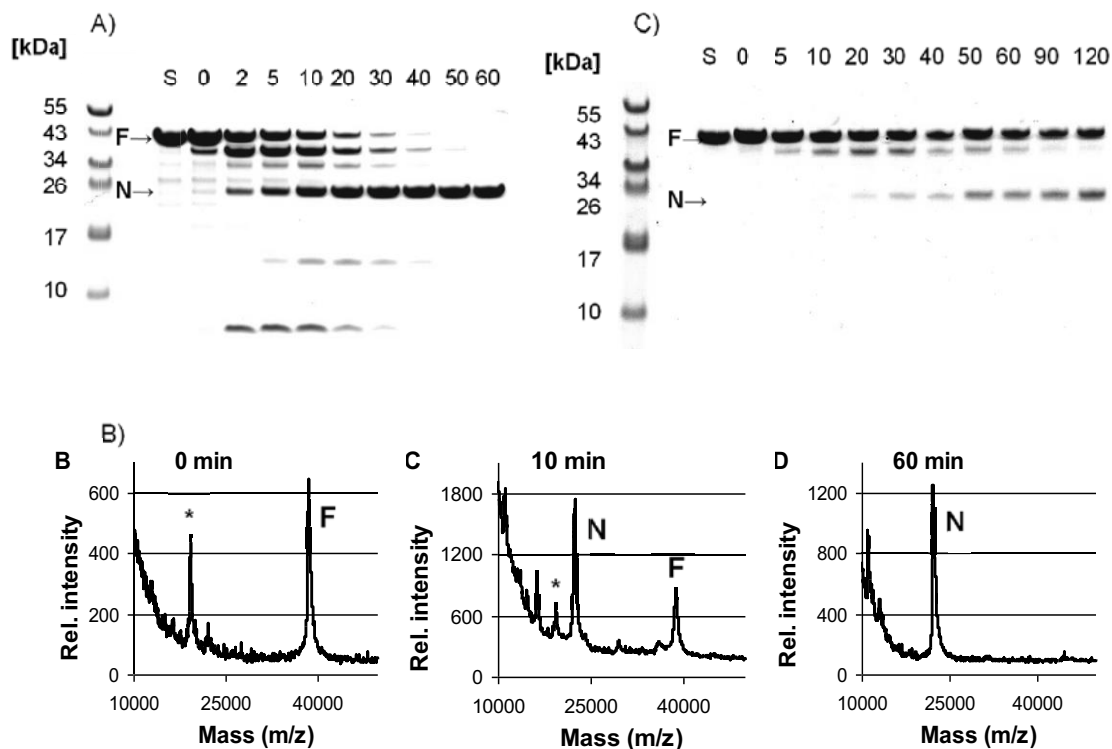 A)
[kDa]
S 0 2 5 10 20 30 40 50 60
55
43
34
26
17
10
F→
N→
C)
[kDa]
S 0 5 10 20 30 40 50 60 90 120
55
43
34
26
17
10
F→
N→
B)
B 0 min
600
400
200
0
Rel. intensity
* F
10000 25000 40000
Mass (m/z)
C 10 min
1800
1200
600
0
Rel. intensity
* N F
10000 25000 40000
Mass (m/z)
D 60 min
1200
800
400
0
Rel. intensity
N
10000 25000 40000
Mass (m/z)